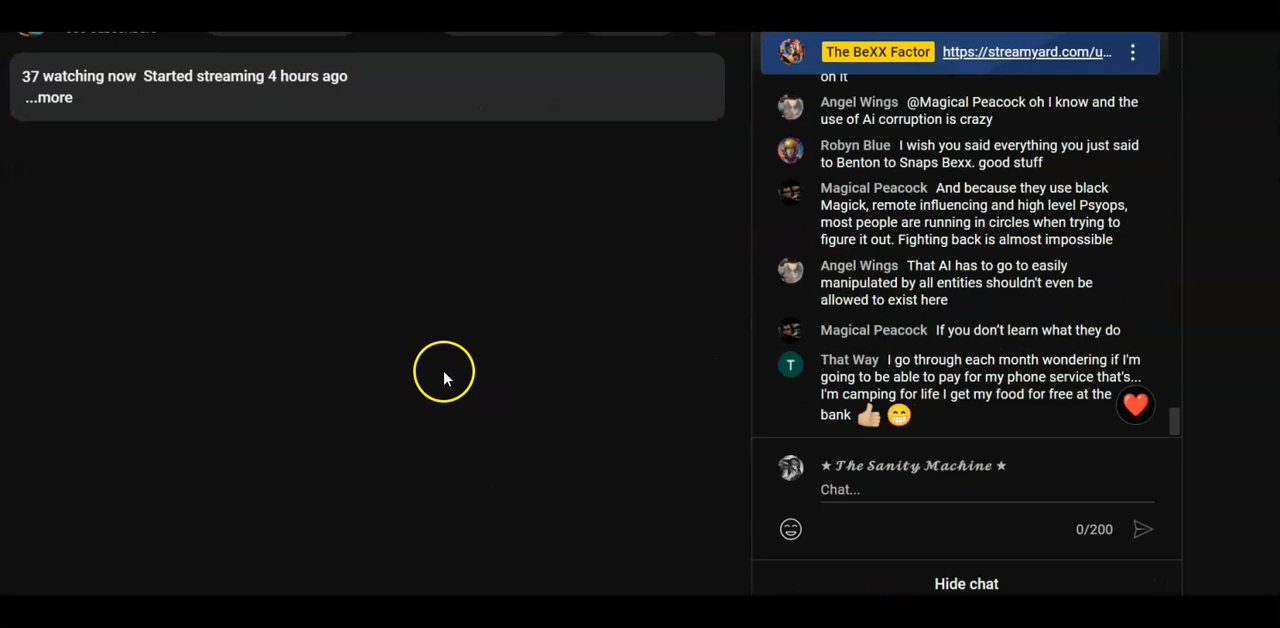 37 watching now Started streaming 4 hours ago
...more
The BeXX Factor https://streamyard.com/u...
on it
Angel Wings @Magical Peacock oh I know and the
use of Ai corruption is crazy
Robyn Blue I wish you said everything you just said
to Benton to Snaps Bexx. good stuff
Magical Peacock And because they use black
Magick, remote influencing and high level Psyops,
most people are running in circles when trying to
figure it out. Fighting back is almost impossible
Angel Wings That AI has to go to easily
manipulated by all entities shouldn't even be
allowed to exist here
Magical Peacock If you don’t learn what they do
T
That Way I go through each month wondering if I'm
going to be able to pay for my phone service that's...
I'm camping for life I get my food for free at the
bank 👍🏼 😁
★ 𝓣𝓱𝓮 𝓢𝓪𝓷𝓲𝓽𝔂 𝓜𝓪𝓬𝓱𝓲𝓷𝓮 ★
Chat...
0/200
Hide chat